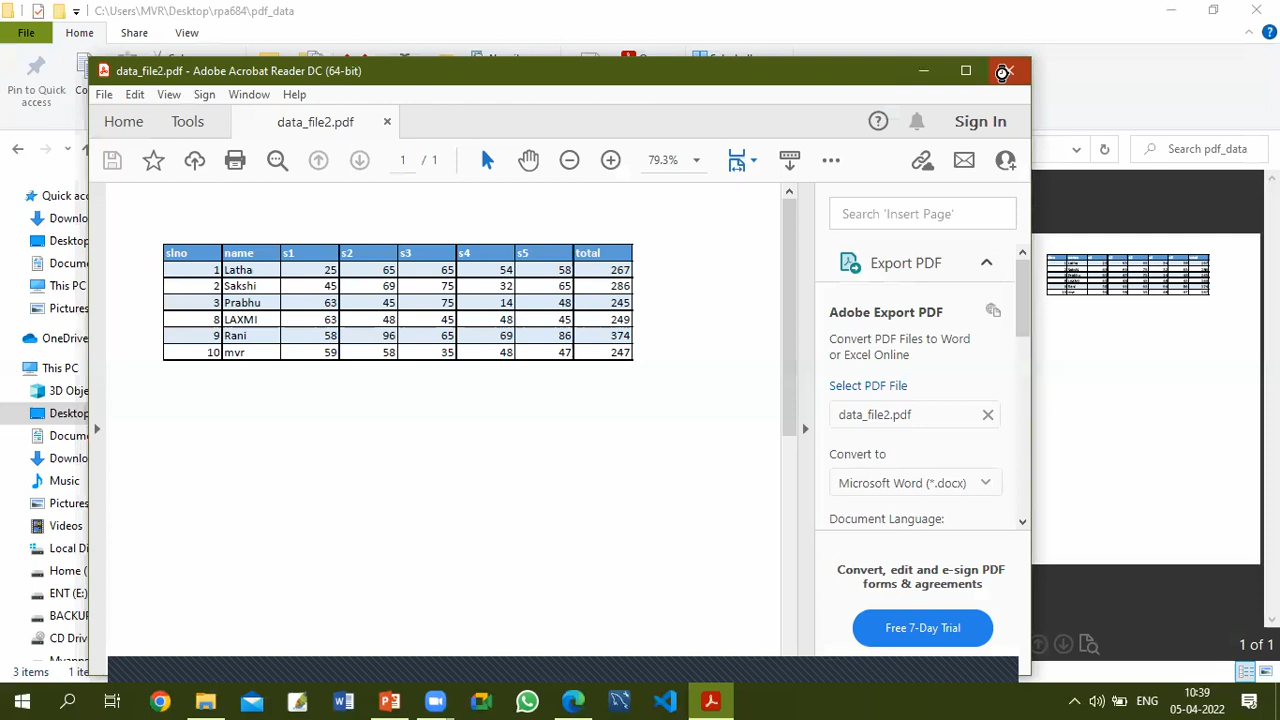 C:\Users\MVR\Desktop\rpa684\pdf_data
File Home Share View
Pin to Quick
access
data_file2.pdf - Adobe Acrobat Reader DC (64-bit)
File Edit View Sign Window Help
Home Tools data_file2.pdf Sign In
1 / 1 79.3%
Search pdf_data
Quick
Downlo
Desktop
Docume
This PC
Pictures
OneDrive
This PC
3D Obje
Desktop
Docume
Downlo
Music
Pictures
Videos
Local Di
Home (
ENT (E:)
BACKUP
CD Drive
3 items
slno name s1 s2 s3 s4 s5 total
1 Latha 25 65 65 54 58 267
2 Sakshi 45 69 75 32 65 286
3 Prabhu 63 45 75 14 48 245
8 LAXMI 63 48 45 48 45 249
9 Rani 58 96 65 69 86 374
10 mvr 59 58 35 48 47 247
Search 'Insert Page'
Export PDF
Adobe Export PDF
Convert PDF Files to Word
or Excel Online
Select PDF File
data_file2.pdf
Convert to
Microsoft Word (*.docx)
Document Language:
Convert, edit and e-sign PDF
forms & agreements
Free 7-Day Trial
1 of 1
ENG
10:39
05-04-2022